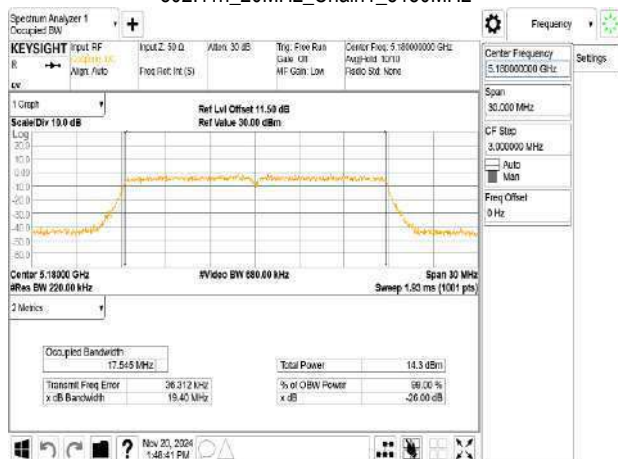 Spectrum Analyzer 1
Occupied BW
Frequency
KEYSIGHT
Input: RF
Align: Auto
Input Z: 50 Ω
Freq Ref: Int (S)
Atten: 30 dB
Trig: Free Run
Gate: Off
#IF Gain: Low
Center Freq: 5.180000000 GHz
Avg|Hold: 10/10
Radio Std: None
Center Frequency
5.180000000 GHz
Settings
Span
30.000 MHz
CF Step
3.000000 MHz
Auto
Man
Freq Offset
0 Hz
1 Graph
Scale/Div 10.0 dB
Ref Lvl Offset 11.50 dB
Ref Value 30.00 dBm
Log
20.0
10.0
0.00
-10.0
-20.0
-30.0
-40.0
-50.0
-60.0
Center 5.18000 GHz
#Res BW 220.00 kHz
#Video BW 680.00 kHz
Span 30 MHz
Sweep 1.93 ms (1001 pts)
2 Metrics
Occupied Bandwidth
17.545 MHz
Total Power 14.3 dBm
Transmit Freq Error 36.312 kHz
% of OBW Power 99.00 %
x dB Bandwidth 19.40 MHz
x dB -26.00 dB
Nov 20, 2024
1:48:41 PM